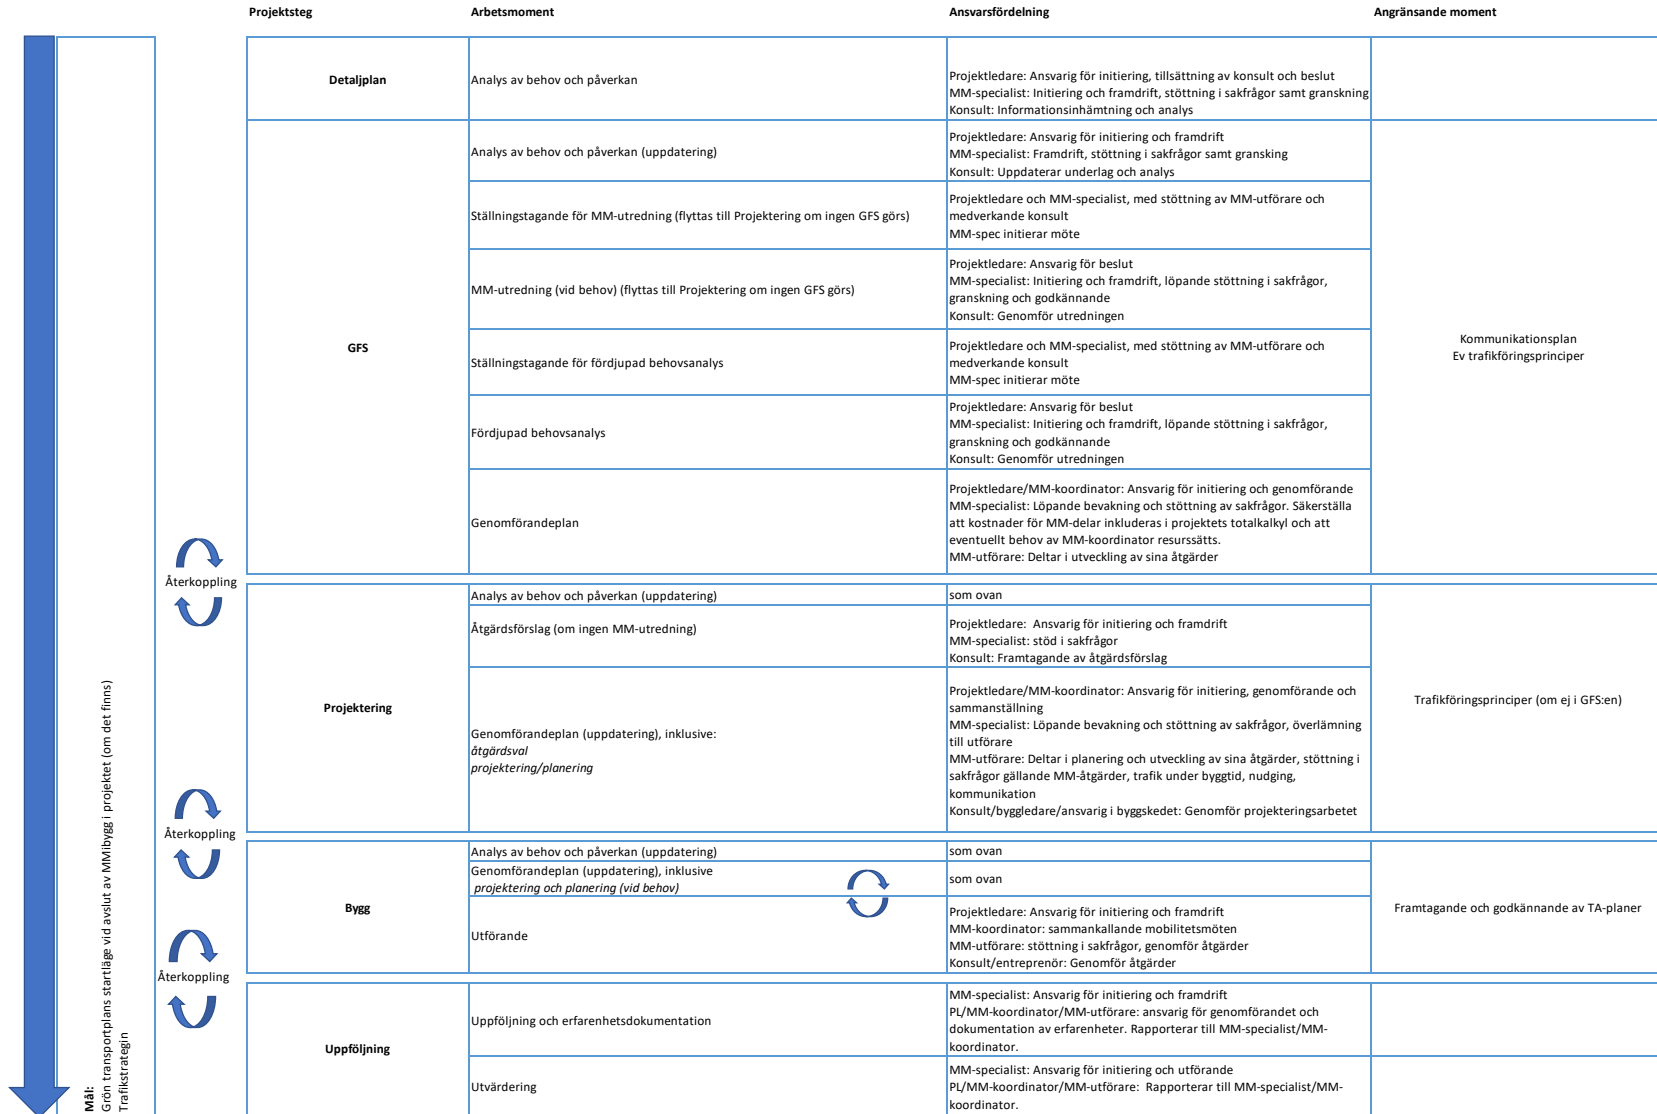 Projektsteg
Arbetsmoment
Ansvarsfördelning
Angränsande moment
Detaljplan
Analys av behov och påverkan
Projektledare: Ansvarig för initiering, tillsättning av konsult och beslut
MM-specialist: Initiering och framdrift, stöttning i sakfrågor samt granskning
Konsult: Informationsinhämtning och analys
GFS
Analys av behov och påverkan (uppdatering)
Projektledare: Ansvarig för initiering och framdrift
MM-specialist: Framdrift, stöttning i sakfrågor samt gransking
Konsult: Uppdaterar underlag och analys
Ställningstagande för MM-utredning (flyttas till Projektering om ingen GFS görs)
Projektledare och MM-specialist, med stöttning av MM-utförare och
medverkande konsult
MM-spec initierar möte
MM-utredning (vid behov) (flyttas till Projektering om ingen GFS görs)
Projektledare: Ansvarig för beslut
MM-specialist: Initiering och framdrift, löpande stöttning i sakfrågor,
granskning och godkännande
Konsult: Genomför utredningen
Ställningstagande för fördjupad behovsanalys
Projektledare och MM-specialist, med stöttning av MM-utförare och
medverkande konsult
MM-spec initierar möte
Fördjupad behovsanalys
Projektledare: Ansvarig för beslut
MM-specialist: Initiering och framdrift, löpande stöttning i sakfrågor,
granskning och godkännande
Konsult: Genomför utredningen
Genomförandeplan
Projektledare/MM-koordinator: Ansvarig för initiering och genomförande
MM-specialist: Löpande bevakning och stöttning av sakfrågor. Säkerställa
att kostnader för MM-delar inkluderas i projektets totalkalkyl och att
eventuellt behov av MM-koordinator resurssätts.
MM-utförare: Deltar i utveckling av sina åtgärder
Kommunikationsplan
Ev trafikföringsprinciper
Återkoppling
Projektering
Analys av behov och påverkan (uppdatering)
som ovan
Åtgärdsförslag (om ingen MM-utredning)
Projektledare: Ansvarig för initiering och framdrift
MM-specialist: stöd i sakfrågor
Konsult: Framtagande av åtgärdsförslag
Genomförandeplan (uppdatering), inklusive:
åtgärdsval
projektering/planering
Projektledare/MM-koordinator: Ansvarig för initiering, genomförande och
sammanställning
MM-specialist: Löpande bevakning och stöttning av sakfrågor, överlämning
till utförare
MM-utförare: Deltar i planering och utveckling av sina åtgärder, stöttning i
sakfrågor gällande MM-åtgärder, trafik under byggtid, nudging,
kommunikation
Konsult/byggledare/ansvarig i byggskedet: Genomför projekteringsarbetet
Trafikföringsprinciper (om ej i GFS:en)
Återkoppling
Bygg
Analys av behov och påverkan (uppdatering)
som ovan
Genomförandeplan (uppdatering), inklusive
projektering och planering (vid behov)
som ovan
Utförande
Projektledare: Ansvarig för initiering och framdrift
MM-koordinator: sammankallande mobilitetsmöten
MM-utförare: stöttning i sakfrågor, genomför åtgärder
Konsult/entreprenör: Genomför åtgärder
Framtagande och godkännande av TA-planer
Återkoppling
Uppföljning
Uppföljning och erfarenhetsdokumentation
MM-specialist: Ansvarig för initiering och framdrift
PL/MM-koordinator/MM-utförare: ansvarig för genomförandet och
dokumentation av erfarenheter. Rapporterar till MM-specialist/MM-
koordinator.
Utvärdering
MM-specialist: Ansvarig för initiering och utförande
PL/MM-koordinator/MM-utförare: Rapporterar till MM-specialist/MM-
koordinator.
Mål:
Grön transportplans startläge vid avslut av MMibygg i projektet (om det finns)
Trafikstrategin